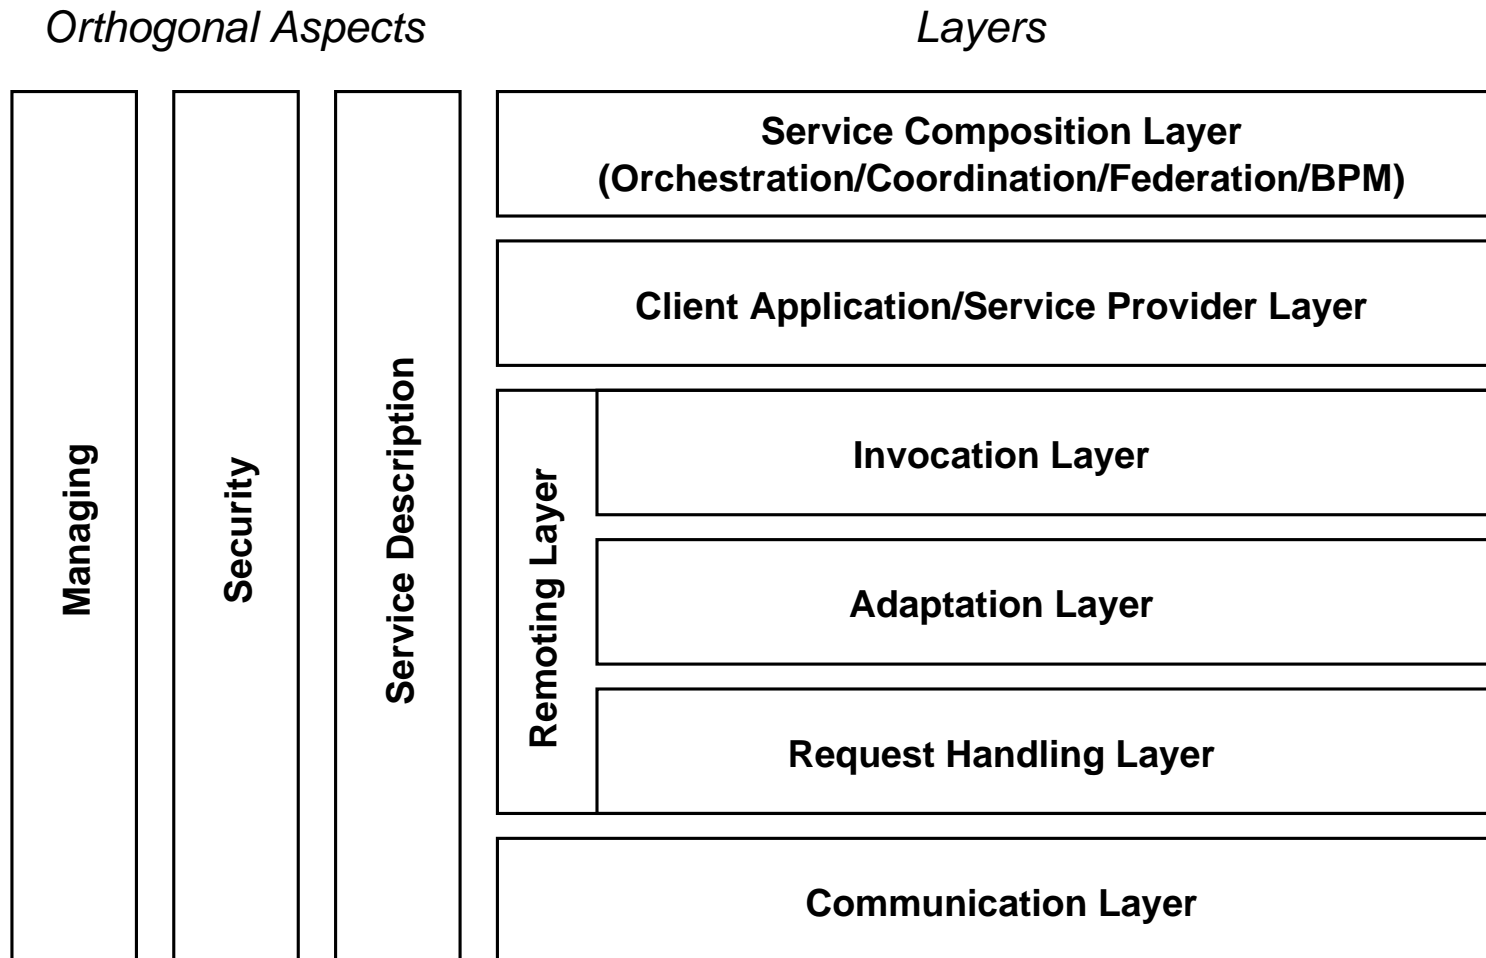 Orthogonal Aspects
Layers
Managing
Security
Service Description
Service Composition Layer
(Orchestration/Coordination/Federation/BPM)
Client Application/Service Provider Layer
Remoting Layer
Invocation Layer
Adaptation Layer
Request Handling Layer
Communication Layer